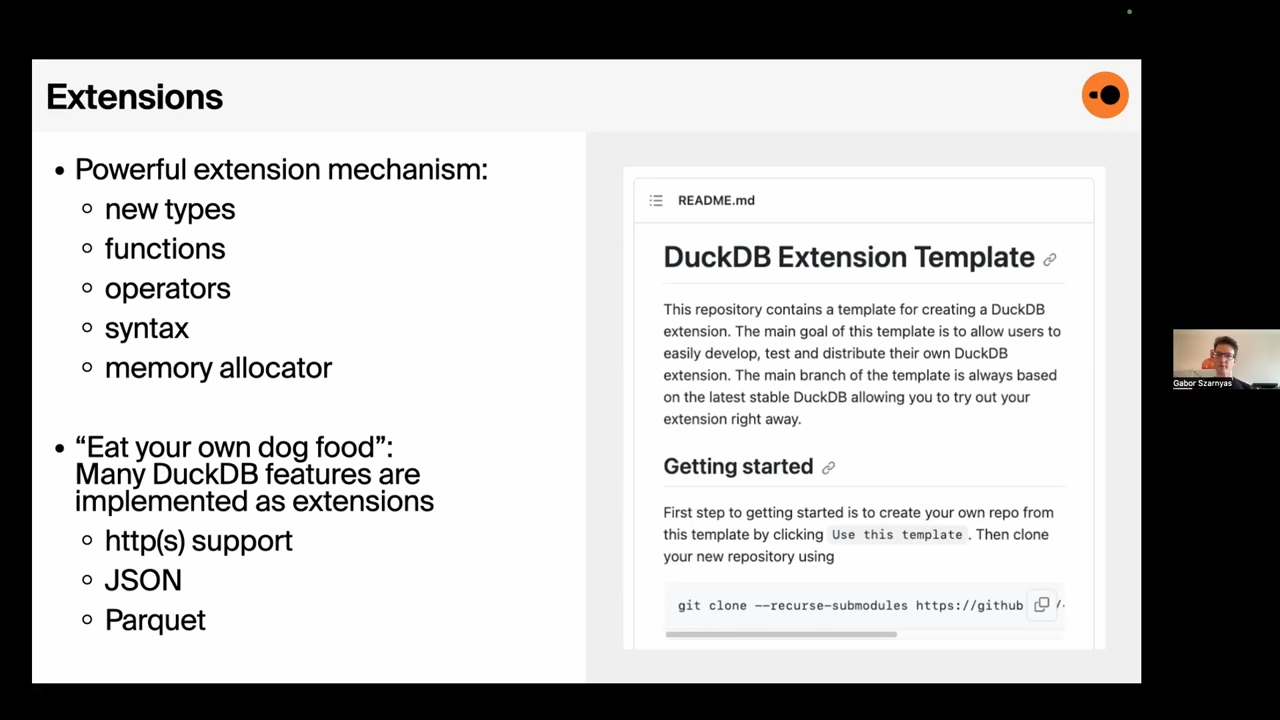 Extensions
• Powerful extension mechanism:
◦ new types
◦ functions
◦ operators
◦ syntax
◦ memory allocator
• “Eat your own dog food”:
Many DuckDB features are
implemented as extensions
◦ http(s) support
◦ JSON
◦ Parquet
README.md
DuckDB Extension Template
This repository contains a template for creating a DuckDB
extension. The main goal of this template is to allow users to
easily develop, test and distribute their own DuckDB
extension. The main branch of the template is always based
on the latest stable DuckDB allowing you to try out your
extension right away.
Getting started
First step to getting started is to create your own repo from
this template by clicking Use this template. Then clone
your new repository using
git clone --recurse-submodules https://github
Gabor Szarnyas